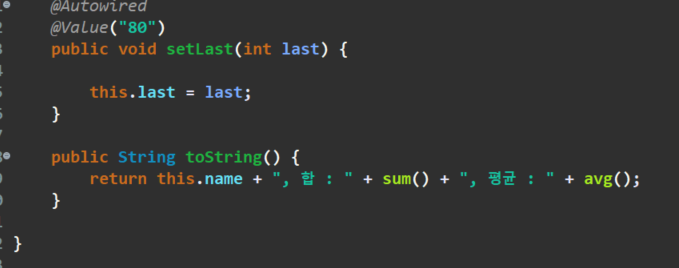 @Autowired
@Value("80")
public void setLast(int last) {
this.last = last;
}
public String toString() {
return this.name + ", 합 : " + sum() + ", 평균 : " + avg();
}
}